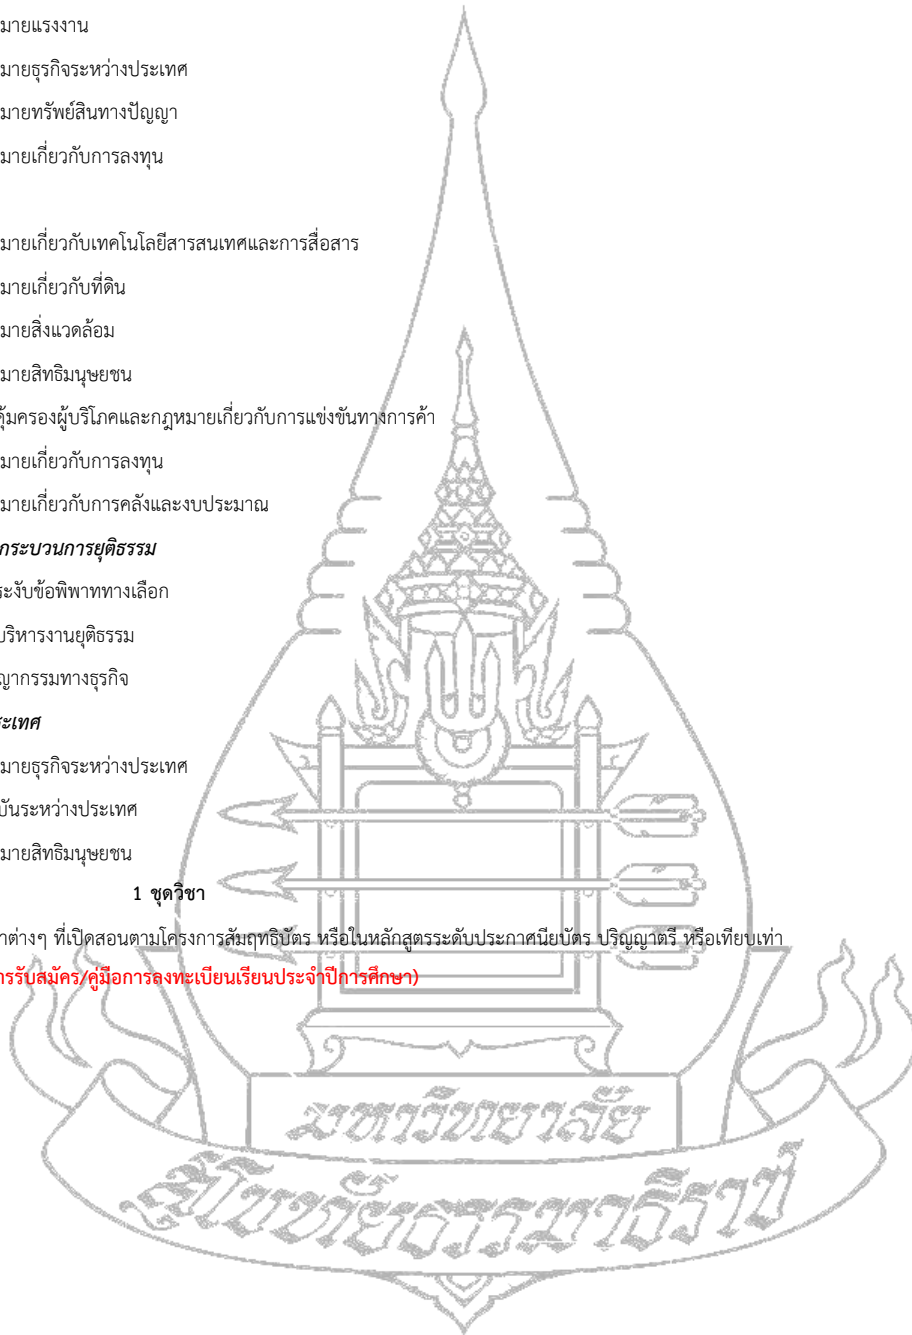 มายแรงงาน
มายธุรกิจระหว่างประเทศ
มายทรัพย์สินทางปัญญา
มายเกี่ยวกับการลงทุน
มายเกี่ยวกับเทคโนโลยีสารสนเทศและการสื่อสาร
มายเกี่ยวกับที่ดิน
มายสิ่งแวดล้อม
มายสิทธิมนุษยชน
คุ้มครองผู้บริโภคและกฎหมายเกี่ยวกับการแข่งขันทางการค้า
มายเกี่ยวกับการลงทุน
มายเกี่ยวกับการคลังและงบประมาณ
กระบวนการยุติธรรม
ระงับข้อพิพาททางเลือก
บริหารงานยุติธรรม
ญากรรมทางธุรกิจ
ระเทศ
มายธุรกิจระหว่างประเทศ
บันระหว่างประเทศ
มายสิทธิมนุษยชน
1 ชุดวิชา
าต่างๆ ที่เปิดสอนตามโครงการสัมฤทธิบัตร หรือในหลักสูตรระดับประกาศนียบัตร ปริญญาตรี หรือเทียบเท่า
ารรับสมัคร/คู่มือการลงทะเบียนเรียนประจำปีการศึกษา)
มหาวิทยาลัย
สุโขทัยธรรมาธิราช